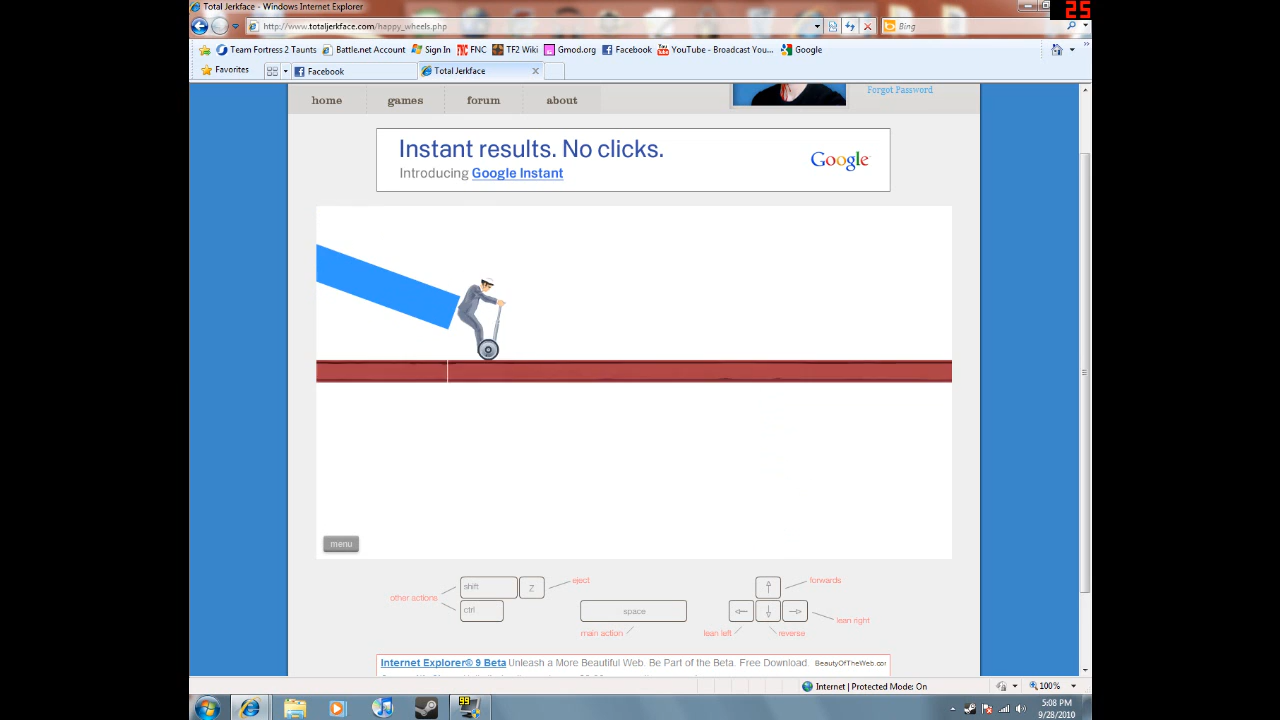 Total Jerkface - Windows Internet Explorer
25
http://www.totaljerkface.com/happy_wheels.php
Bing
Team Fortress 2 Taunts
Battle.net Account
Sign In
FNC
TF2 Wiki
Gmod.org
Facebook
YouTube - Broadcast You...
Google
Favorites
Facebook
Total Jerkface
home
games
forum
about
Forgot Password
Instant results. No clicks.
Introducing Google Instant
Google
menu
shift
Z
eject
other actions
ctrl
space
main action
forwards
lean left
reverse
lean right
Internet Explorer® 9 Beta Unleash a More Beautiful Web. Be Part of the Beta. Free Download.
BeautyOfTheWeb.cor
Internet | Protected Mode: On
100%
99
5:08 PM
9/28/2010